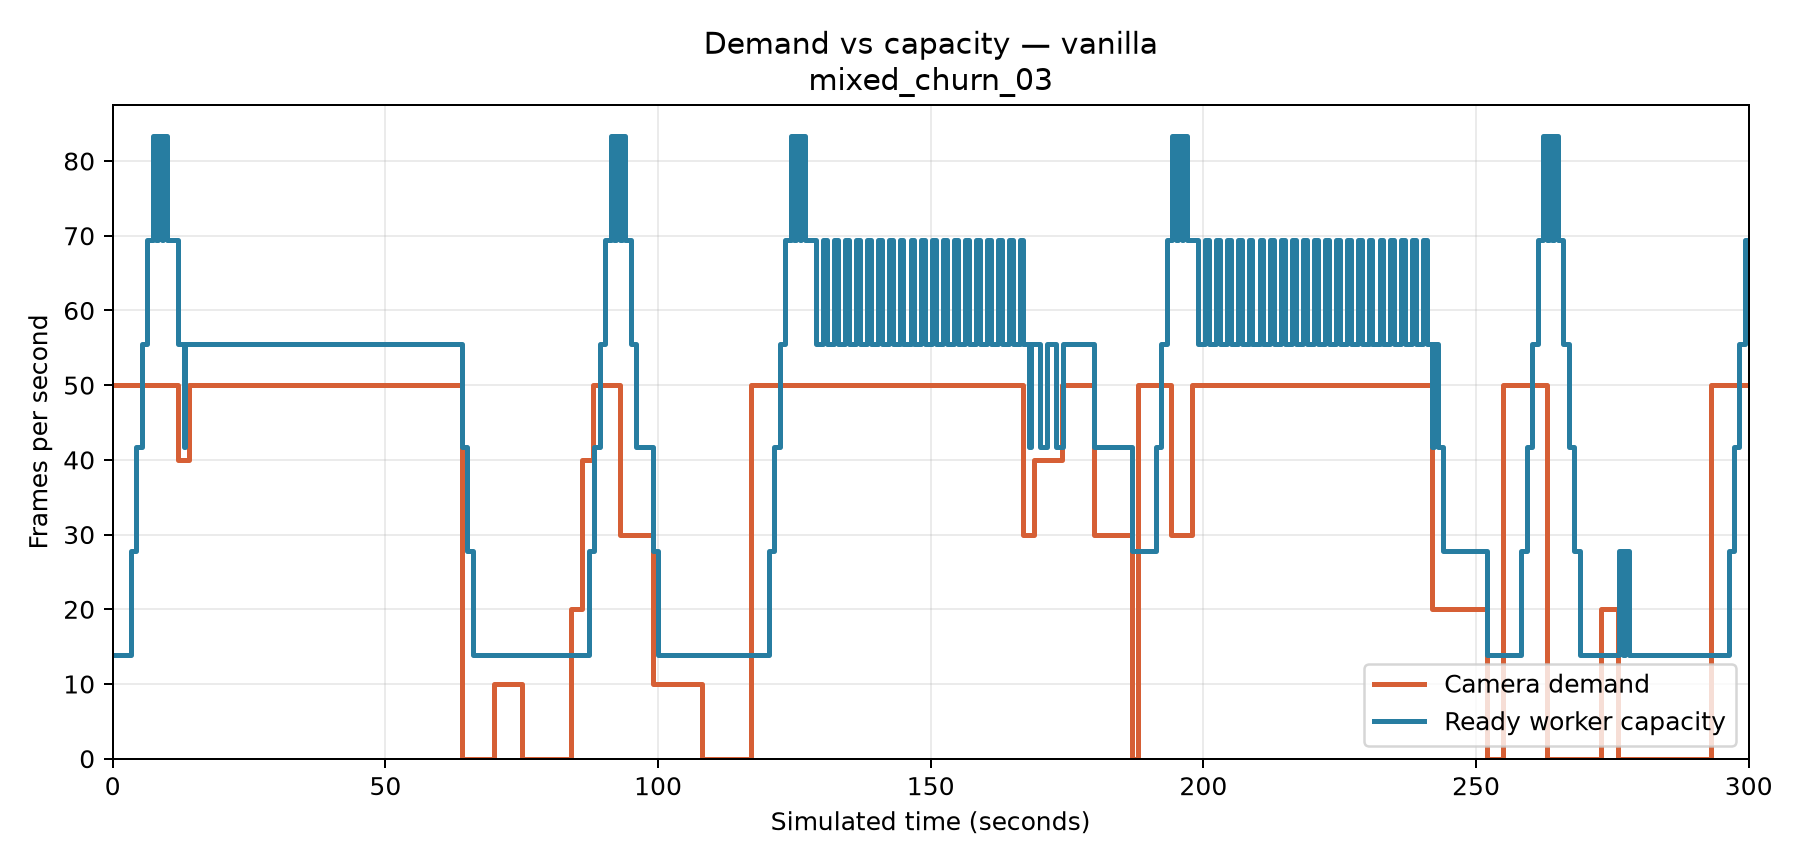 Demand vs capacity — vanilla
mixed_churn_03
Frames per second
80
70
60
50
40
30
20
10
0
0 50 100 150 200 250 300
Simulated time (seconds)
Camera demand
Ready worker capacity